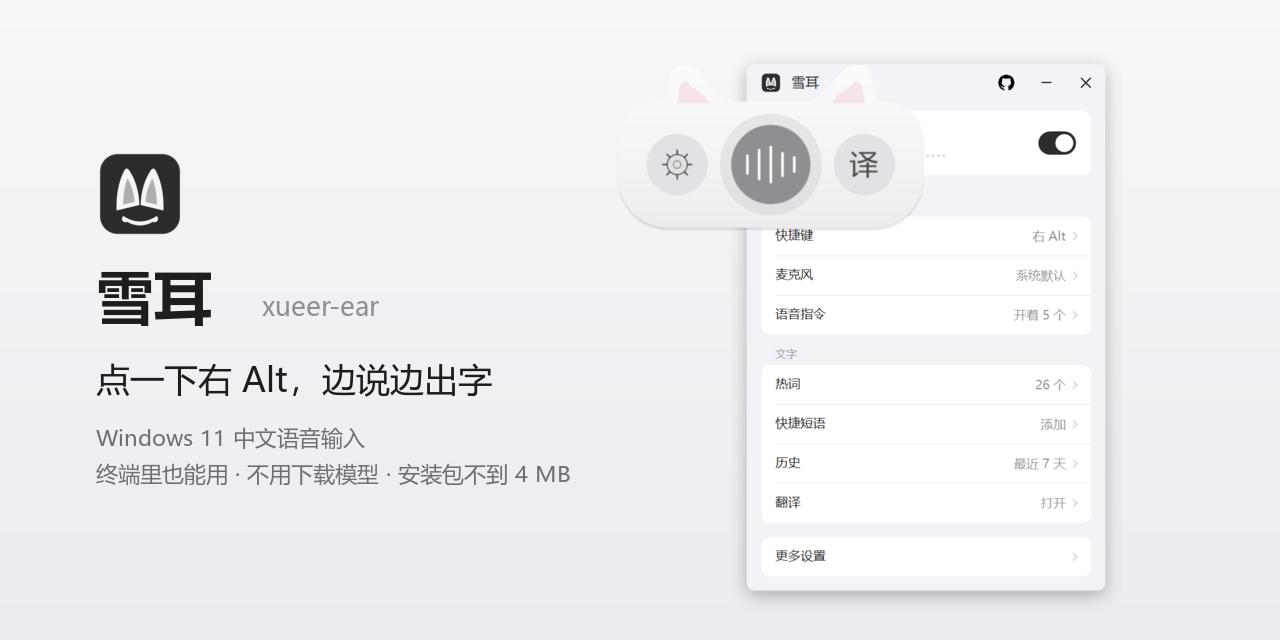 雪耳
xueer-ear
点一下右 Alt，边说边出字
Windows 11 中文语音输入
终端里也能用 · 不用下载模型 · 安装包不到 4 MB
雪耳
译
快捷键 右 Alt
麦克风 系统默认
语音指令 开着 5 个
文字
热词 26 个
快捷短语 添加
历史 最近 7 天
翻译 打开
更多设置